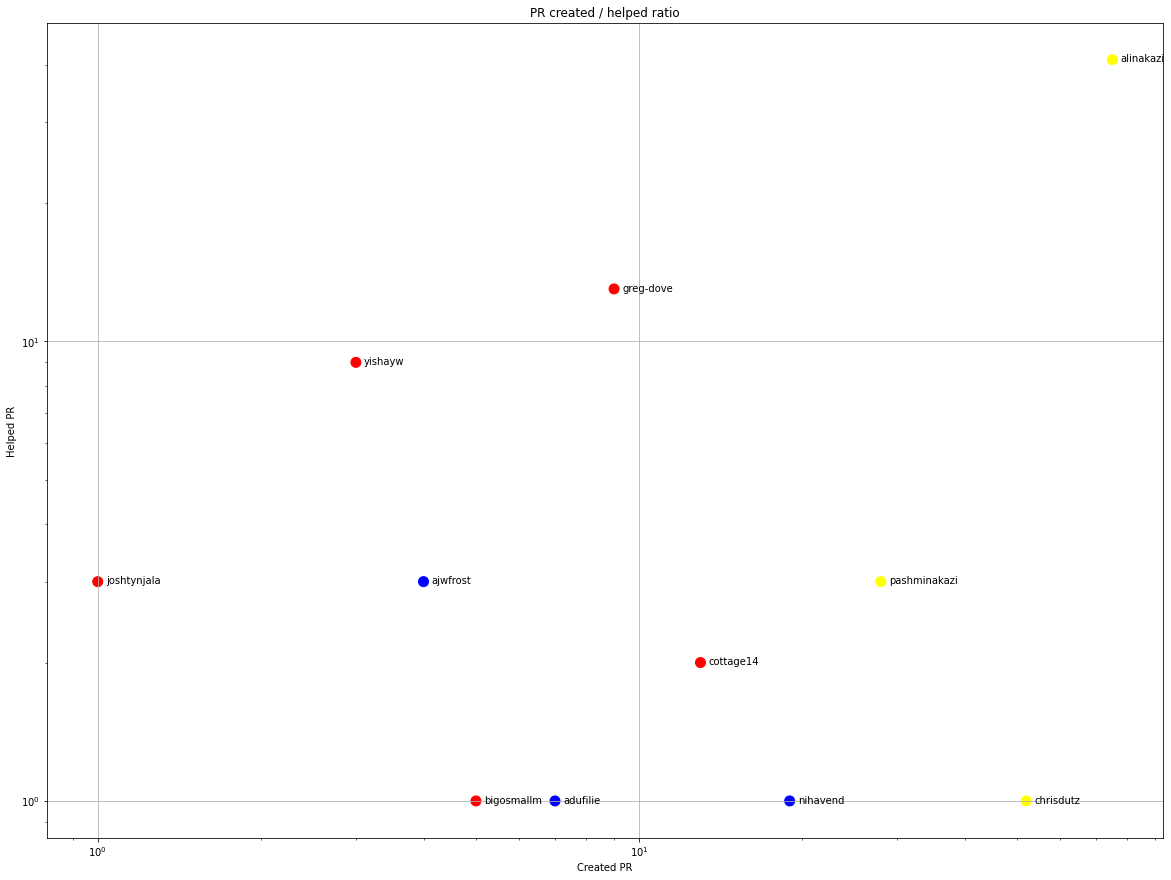 PR created / helped ratio
alinakazi
greg-dove
10¹
yishayw
Helped PR
joshtynjala
ajwfrost
pashminakazi
cottage14
10⁰
bigosmallm
adufilie
nihavend
chrisdutz
10⁰
10¹
Created PR